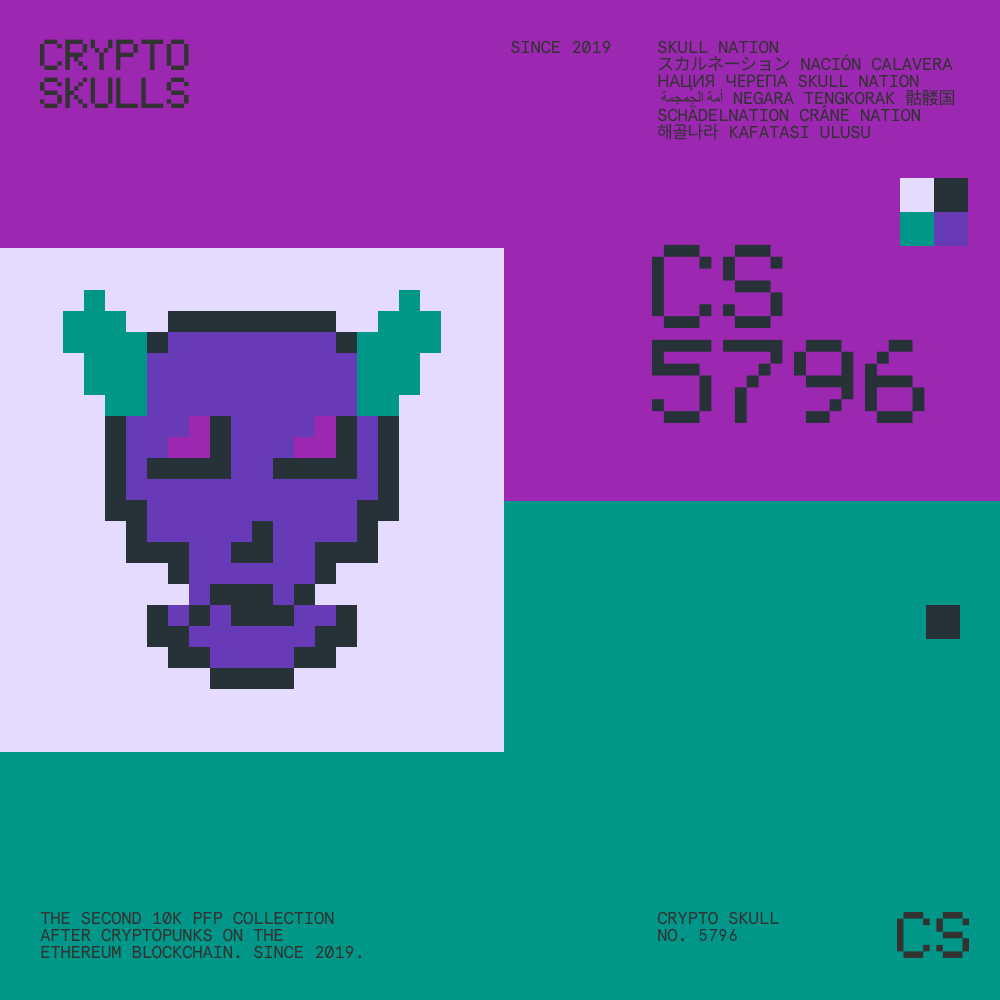 CRYPTO
SKULLS
SINCE 2019
SKULL NATION
スカルネーション NACIÓN CALAVERA
НАЦИЯ ЧЕРЕПА SKULL NATION
أمة الجمجمة NEGARA TENGKORAK 骷髅国
SCHÄDELNATION CRÂNE NATION
해골나라 KAFATASI ULUSU
CS
5796
THE SECOND 10K PFP COLLECTION
AFTER CRYPTOPUNKS ON THE
ETHEREUM BLOCKCHAIN. SINCE 2019.
CRYPTO SKULL
NO. 5796
CS